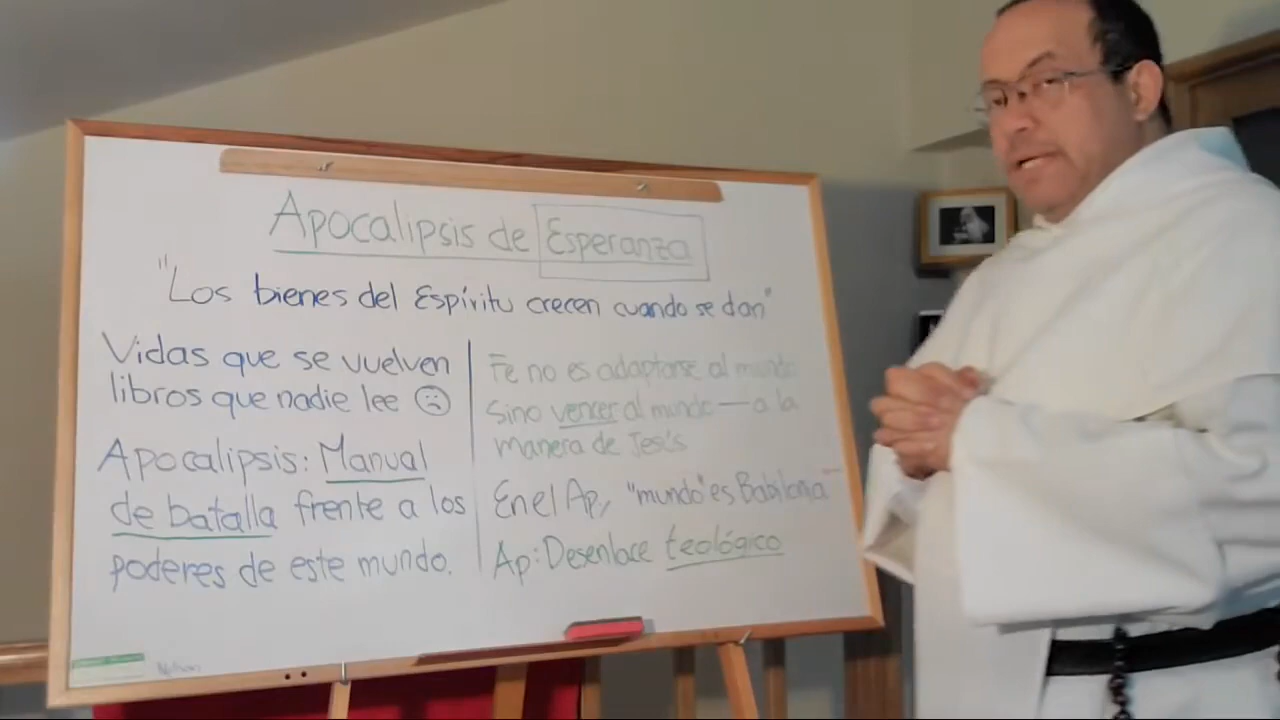 Apocalipsis de Esperanza
"Los bienes del Espíritu crecen cuando se dan"
Vidas que se vuelven
libros que nadie lee ☹
Apocalipsis: Manual
de batalla frente a los
poderes de este mundo.
Fe no es adaptarse al mundo
sino vencer al mundo — a la
manera de Jesús
En el Ap, "mundo" es Babilonia
Ap: Desenlace teológico